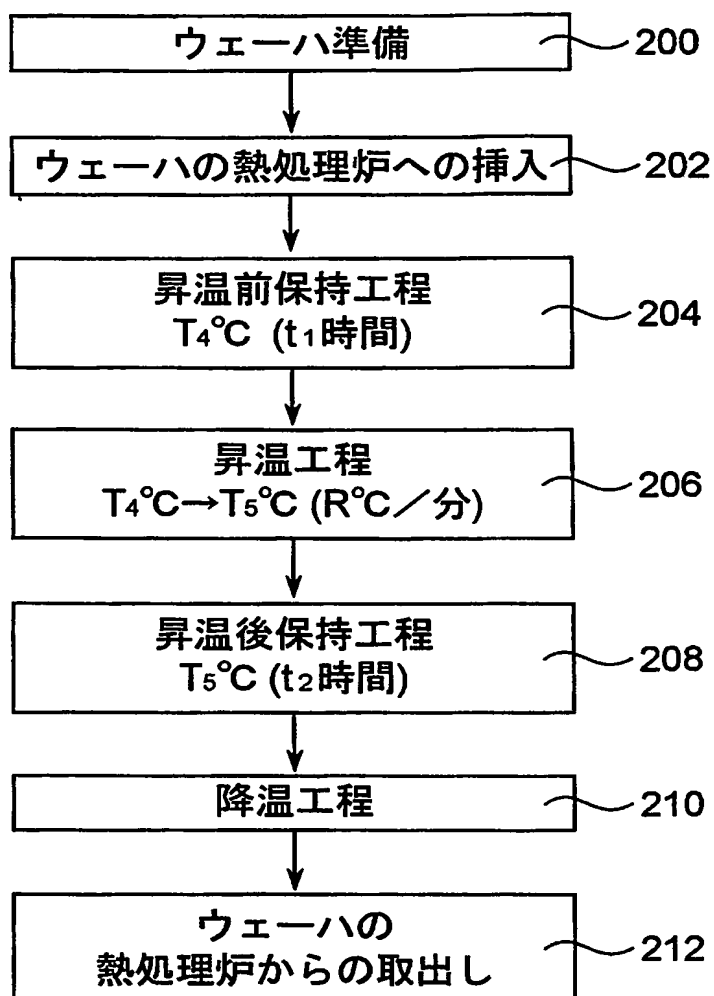 ウェーハ準備
200
ウェーハの熱処理炉への挿入
202
昇温前保持工程
T₄℃ (t₁時間)
204
昇温工程
T₄℃→T₅℃ (R℃/分)
206
昇温後保持工程
T₅℃ (t₂時間)
208
降温工程
210
ウェーハの
熱処理炉からの取出し
212